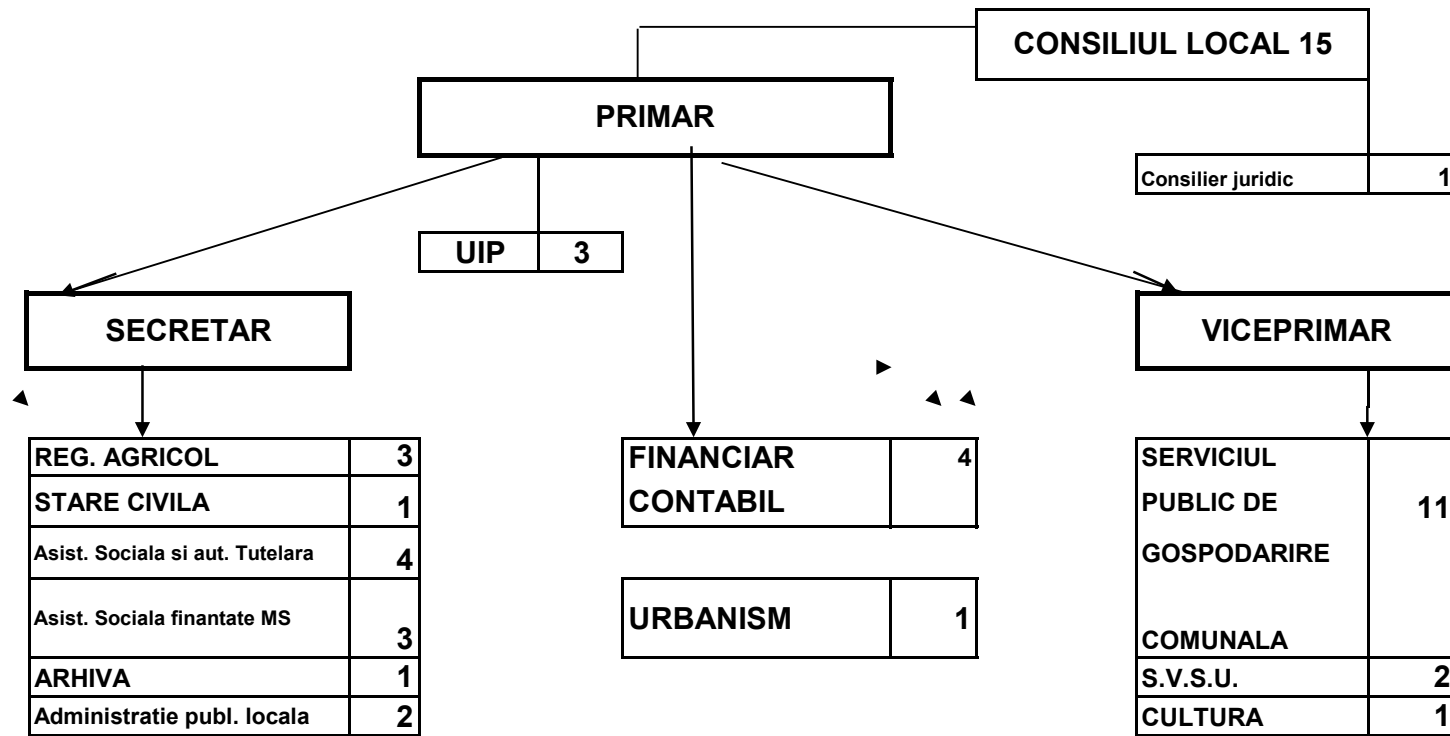 CONSILIUL LOCAL 15
PRIMAR
Consilier juridic 1
UIP 3
SECRETAR
VICEPRIMAR
REG. AGRICOL 3
STARE CIVILA 1
Asist. Sociala si aut. Tutelara 4
Asist. Sociala finantate MS 3
ARHIVA 1
Administratie publ. locala 2
FINANCIAR 4
CONTABIL
URBANISM 1
SERVICIUL
PUBLIC DE 11
GOSPODARIRE
COMUNALA
S.V.S.U. 2
CULTURA 1